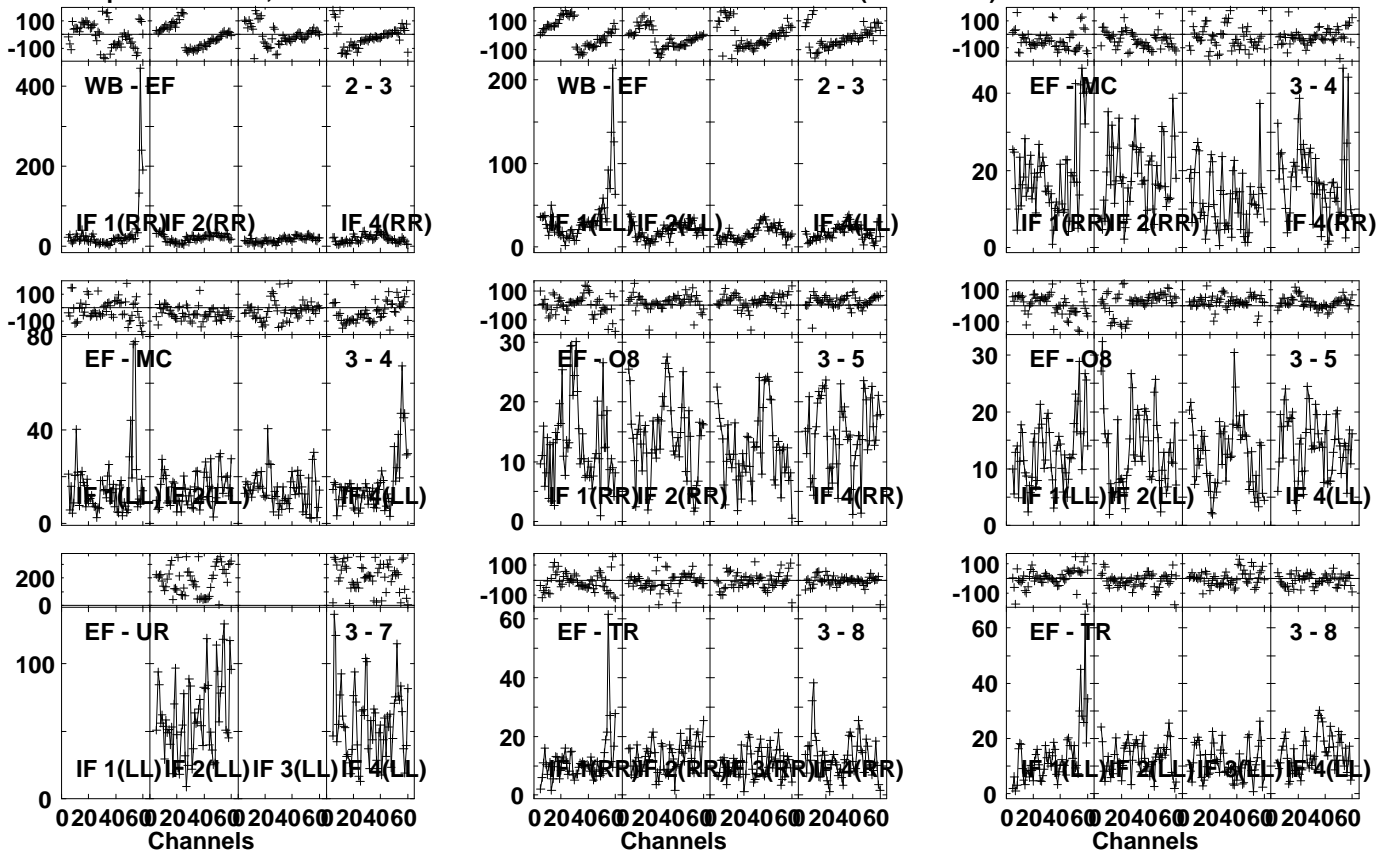 100
-100
WB - EF 2 - 3
400
200
0
IF 1(RR) IF 2(RR) IF 4(RR)
100
-100
WB - EF 2 - 3
200
100
0
IF 1(LL) IF 2(LL) IF 4(LL)
100
-100
EF - MC 3 - 4
40
20
0
IF 1(RR) IF 2(RR) IF 4(RR)
100
-100
EF - MC 3 - 4
80
40
0
IF 1(LL) IF 2(LL) IF 4(LL)
100
-100
EF - O8 3 - 5
30
20
10
0
IF 1(RR) IF 2(RR) IF 4(RR)
100
-100
EF - O8 3 - 5
30
20
10
0
IF 1(LL) IF 2(LL) IF 4(LL)
200
0
EF - UR 3 - 7
100
0
IF 1(LL) IF 2(LL) IF 3(LL) IF 4(LL)
0 20 40 60 0 20 40 60 0 20 40 60 0 20 40 60
Channels
100
-100
EF - TR 3 - 8
60
40
20
0
IF 1(RR) IF 2(RR) IF 3(RR) IF 4(RR)
0 20 40 60 0 20 40 60 0 20 40 60 0 20 40 60
Channels
100
-100
EF - TR 3 - 8
60
40
20
0
IF 1(LL) IF 2(LL) IF 3(LL) IF 4(LL)
0 20 40 60 0 20 40 60 0 20 40 60 0 20 40 60
Channels